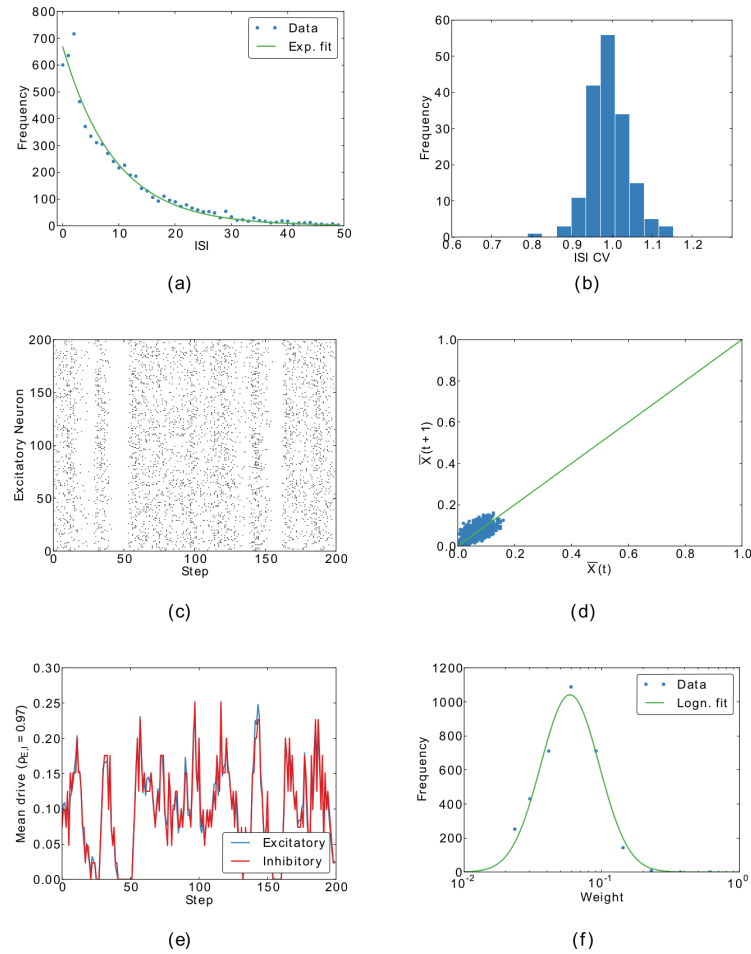 800
700
600
500
400
300
200
100
0
Frequency
Data
Exp. fit
0 10 20 30 40 50
ISI
(a)
60
50
40
30
20
10
0
Frequency
0.6 0.7 0.8 0.9 1.0 1.1 1.2
ISI CV
(b)
200
150
100
50
0
Excitatory Neuron
0 50 100 150 200
Step
(c)
1.0
0.8
0.6
0.4
0.2
0.0
X̅(t + 1)
0.0 0.2 0.4 0.6 0.8 1.0
X̅(t)
(d)
0.30
0.25
0.20
0.15
0.10
0.05
0.00
Mean drive (ρE,I = 0.97)
Excitatory
Inhibitory
0 50 100 150 200
Step
(e)
1200
1000
800
600
400
200
0
Frequency
Data
Logn. fit
10⁻² 10⁻¹ 10⁰
Weight
(f)